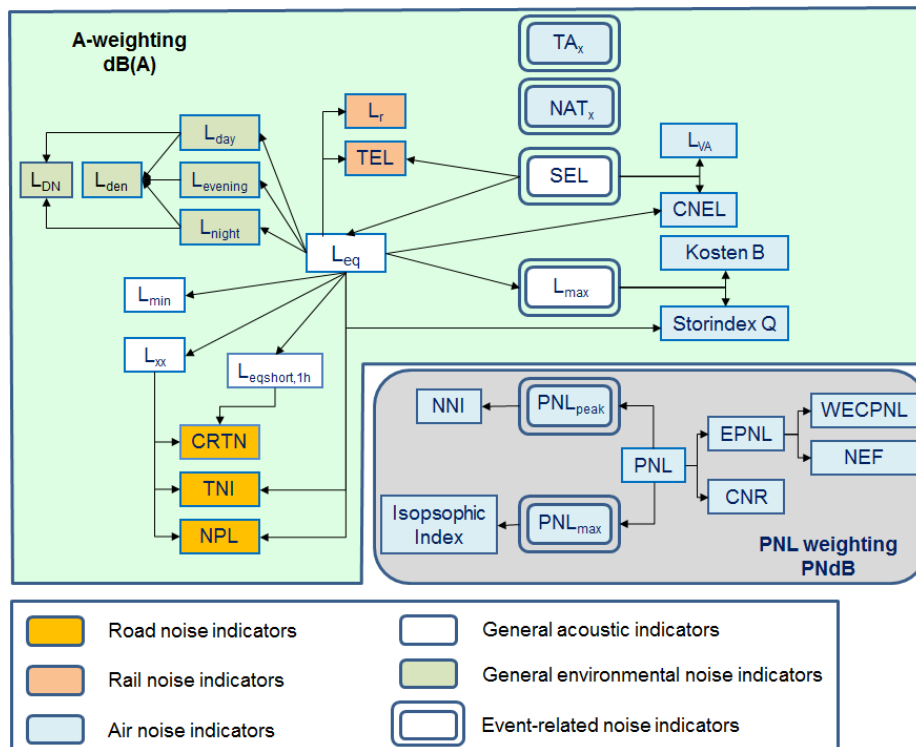 A-weighting
dB(A)
TAx
NATx
Lr
Lday
LVA
TEL
SEL
LDN
Lden
Levening
CNEL
Lnight
Leq
Kosten B
Lmin
Lmax
Storindex Q
Lxx
Leqshort,1h
CRTN
TNI
NPL
NNI
PNLpeak
WECPNL
EPNL
PNL
NEF
CNR
Isopsophic
Index
PNLmax
PNL weighting
PNdB
Road noise indicators
General acoustic indicators
Rail noise indicators
General environmental noise indicators
Air noise indicators
Event-related noise indicators